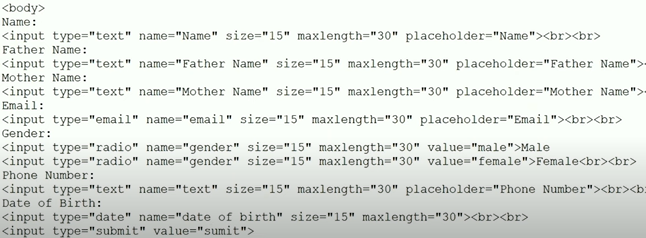 <body>
Name:
<input type="text" name="Name" size="15" maxlength="30" placeholder="Name"><br><br>
Father Name:
<input type="text" name="Father Name" size="15" maxlength="30" placeholder="Father Name"><
Mother Name:
<input type="text" name="Mother Name" size="15" maxlength="30" placeholder="Mother Name"><
Email:
<input type="email" name="email" size="15" maxlength="30" placeholder="Email"><br><br>
Gender:
<input type="radio" name="gender" size="15" maxlength="30" value="male">Male
<input type="radio" name="gender" size="15" maxlength="30" value="female">Female<br><br>
Phone Number:
<input type="text" name="text" size="15" maxlength="30" placeholder="Phone Number"><br><b
Date of Birth:
<input type="date" name="date of birth" size="15" maxlength="30"><br><br>
<input type="submit" value="sumit">